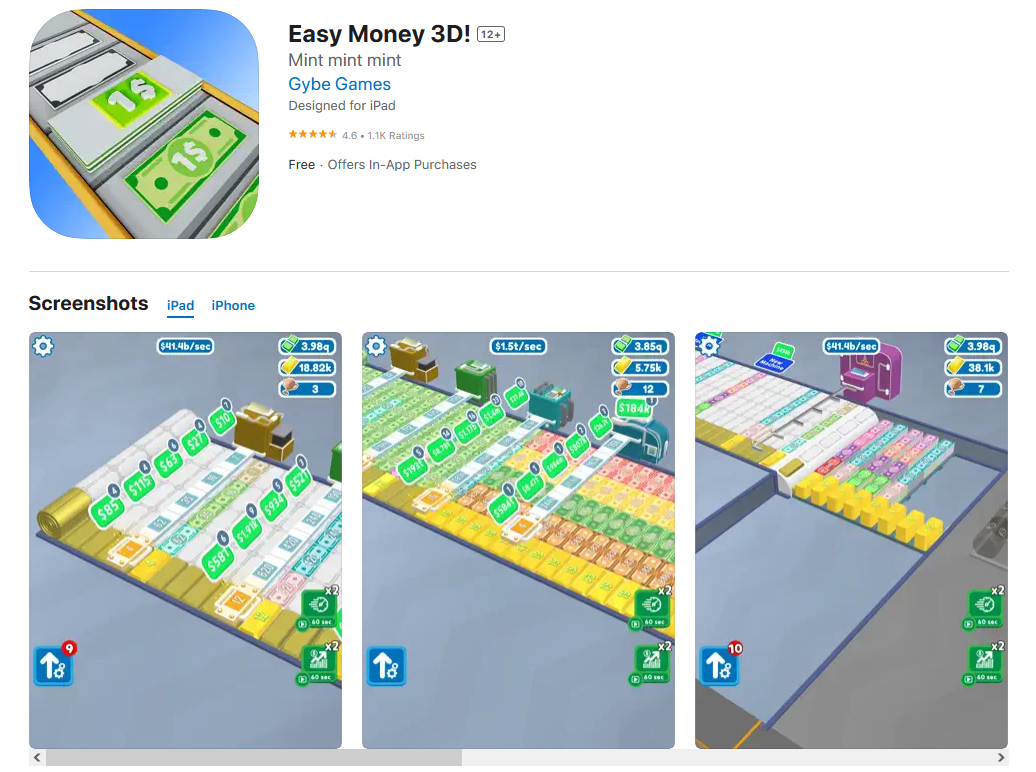 Easy Money 3D! 12+
Mint mint mint
Gybe Games
Designed for iPad
4.6 • 1.1K Ratings
Free · Offers In-App Purchases
1$
1$
Screenshots iPad iPhone
$41.4b/sec
3.98q
18.82k
3
$10
$27
$63
$115
$85
$521
$934
$1.91k
$587
9
x2
60 sec
x2
60 sec
$1.5t/sec
3.85q
5.75k
12
$184k
x2
60 sec
x2
60 sec
$41.4b/sec
3.98q
38.1k
7
New Machine
10
x2
60 sec
x2
60 sec